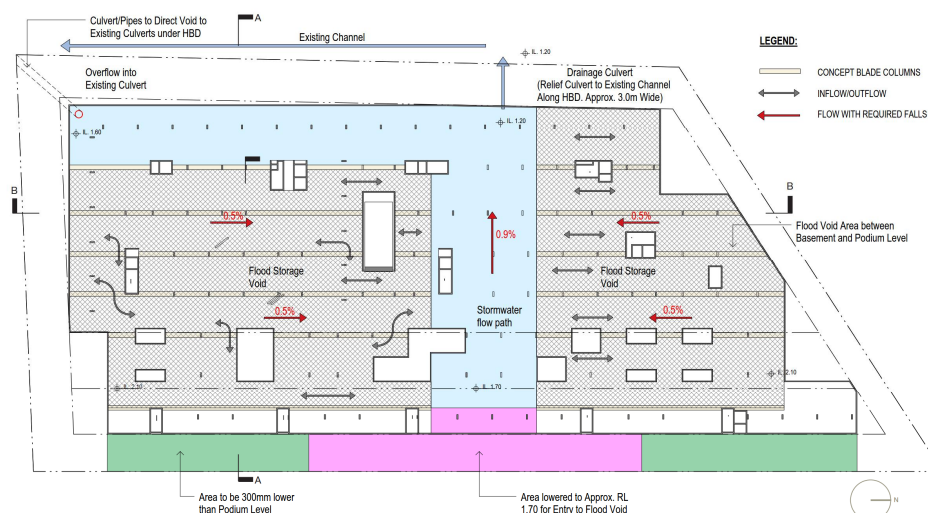 Culvert/Pipes to Direct Void to
Existing Culverts under HBD
A
Existing Channel
IL. 1.20
LEGEND:
CONCEPT BLADE COLUMNS
INFLOW/OUTFLOW
FLOW WITH REQUIRED FALLS
Overflow into
Existing Culvert
Drainage Culvert
(Relief Culvert to Existing Channel
Along HBD. Approx. 3.0m Wide)
IL. 1.60
IL. 1.20
B
B
0.5%
0.9%
0.5%
Flood Void Area between
Basement and Podium Level
Flood Storage
Void
Flood Storage
Void
0.5%
Stormwater
flow path
0.5%
IL. 2.10
IL. 1.70
IL. 2.10
A
Area to be 300mm lower
than Podium Level
Area lowered to Approx. RL
1.70 for Entry to Flood Void
N